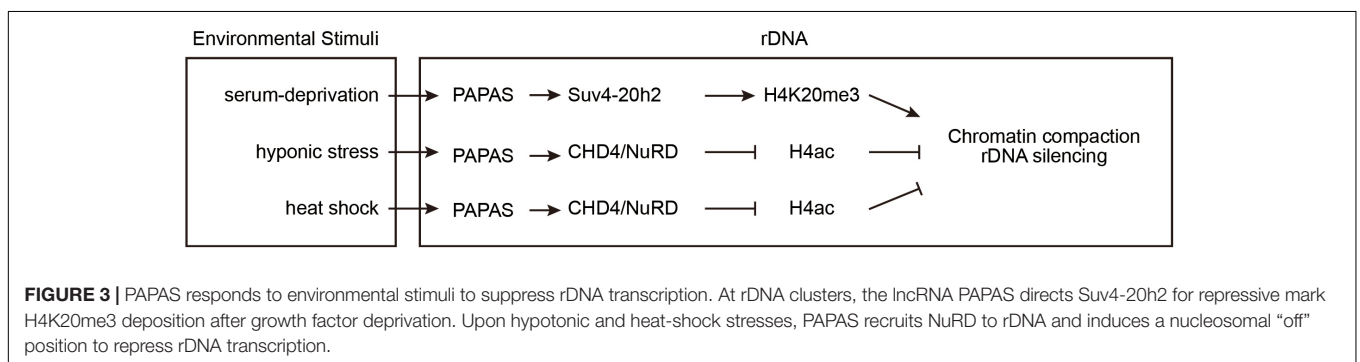 Environmental Stimuli rDNA
serum-deprivation PAPAS Suv4-20h2 H4K20me3
hyponic stress PAPAS CHD4/NuRD H4ac
heat shock PAPAS CHD4/NuRD H4ac
Chromatin compaction
rDNA silencing
FIGURE 3 | PAPAS responds to environmental stimuli to suppress rDNA transcription. At rDNA clusters, the lncRNA PAPAS directs Suv4-20h2 for repressive mark
H4K20me3 deposition after growth factor deprivation. Upon hypotonic and heat-shock stresses, PAPAS recruits NuRD to rDNA and induces a nucleosomal “off”
position to repress rDNA transcription.